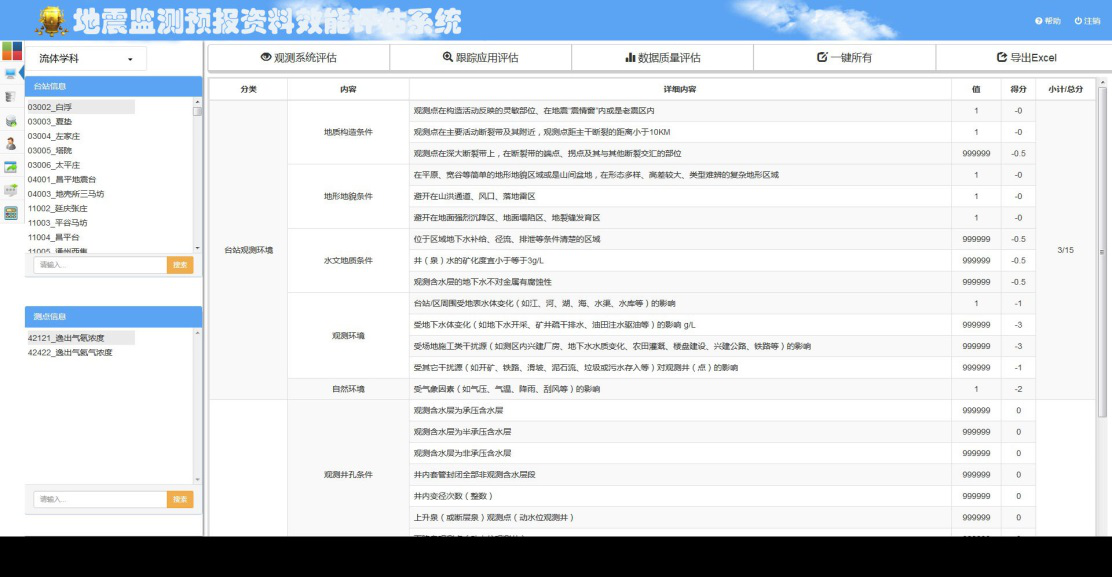 地震监测预报资料效能评估系统
帮助 注销
流体学科
观测系统评估 跟踪应用评估 数据质量评估 一键所有 导出Excel
台站信息
03002_白浮
03003_夏垫
03004_左家庄
03005_塔院
03006_太平庄
04001_昌平地震台
04003_地壳所三马坊
11002_延庆张庄
11003_平谷马坊
11004_昌平台
11005_通州西集
请输入... 搜索
测点信息
42121_逸出气氡浓度
42422_逸出气氦气浓度
请输入... 搜索
分类 内容 详细内容 值 得分 小计/总分
台站观测环境 3/15
地质构造条件
观测点在构造活动反映的灵敏部位、在地震“震情窗”内或是老震区内 1 -0
观测点在主要活动断裂带及其附近，观测点距主干断裂的距离小于10KM 1 -0
观测点在深大断裂带上，在断裂带的端点、拐点及其与其他断裂交汇的部位 999999 -0.5
地形地貌条件
在平原、宽谷等简单的地形地貌区域或是山间盆地，在形态多样、高差较大、类型难辨的复杂地形区域 1 -0
避开在山洪通道、风口、落地雷区 1 -0
避开在地面强烈沉降区、地面塌陷区、地裂缝发育区 1 -0
水文地质条件
位于区域地下水补给、径流、排泄等条件清楚的区域 999999 -0.5
井（泉）水的矿化度宜小于等于3g/L 999999 -0.5
观测含水层的地下水不对金属有腐蚀性 999999 -0.5
观测环境
台站/区周围受地表水体变化（如江、河、湖、海、水渠、水库等）的影响 1 -1
受地下水体变化（如地下水开采、矿井疏干排水、油田注水驱油等）的影响 g/L 999999 -3
受场地施工类干扰源（如测区内兴建厂房、地下水水质变化、农田灌溉、楼盘建设、兴建公路、铁路等）的影响 999999 -3
受其它干扰源（如开矿、铁路、滑坡、泥石流、垃圾或污水存入等）对观测井（点）的影响 999999 -1
自然环境
受气象因素（如气压、气温、降雨、刮风等）的影响 1 -2
观测井孔条件
观测含水层为承压含水层 999999 0
观测含水层为半承压含水层 999999 0
观测含水层为非承压含水层 999999 0
井内套管封闭全部非观测含水层段 999999 0
井内变径次数（整数） 999999 0
上升泉（或断层泉）观测点（动水位观测井） 999999 0